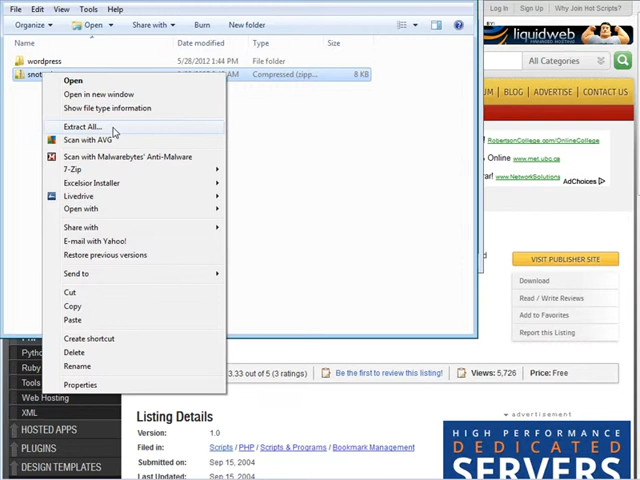 File Edit View Tools Help
Organize Open Share with Burn New folder
Name Date modified Type Size
wordpress 5/28/2012 1:44 PM File folder
Compressed (zipp... 8 KB
Open
Open in new window
Show file type information
Extract All...
Scan with AVG
Scan with Malwarebytes' Anti-Malware
7-Zip
Excelsior Installer
Livedrive
Open with
Share with
E-mail with Yahoo!
Restore previous versions
Send to
Cut
Copy
Paste
Create shortcut
Delete
Rename
Properties
Log In Sign Up Why Join Hot Scripts?
BY:
liquidweb
All Categories
BLOG ADVERTISE CONTACT US
RobertsonCollege.com/OnlineCollege
www.met.ubc.ca
www.NetworkSolutions
AdChoices
VISIT PUBLISHER SITE
Download
Read / Write Reviews
Add to Favorites
Report this Listing
Ruby
Tools
Web Hosting
XML
HOSTED APPS
PLUGINS
DESIGN TEMPLATES
3.33 out of 5 (3 ratings) Be the first to review this listing! Views: 5,726 Price: Free
Listing Details
Version: 1.0
Filed in: Scripts / PHP / Scripts & Programs / Bookmark Management
Submitted on: Sep 15, 2004
Last Updated: Sep 15, 2004
advertisement
HIGH PERFORMANCE
DEDICATED
SERVERS